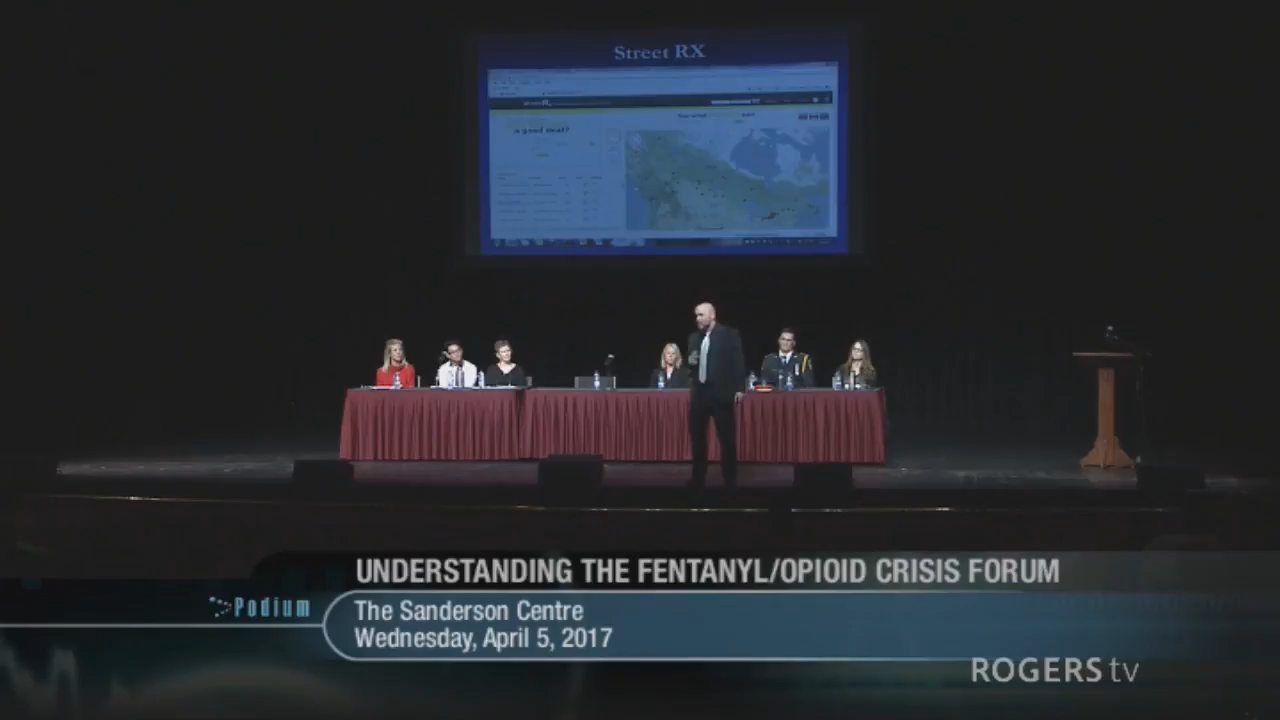 Street RX
is good deal?
UNDERSTANDING THE FENTANYL/OPIOID CRISIS FORUM
Podium
The Sanderson Centre
Wednesday, April 5, 2017
ROGERS tv